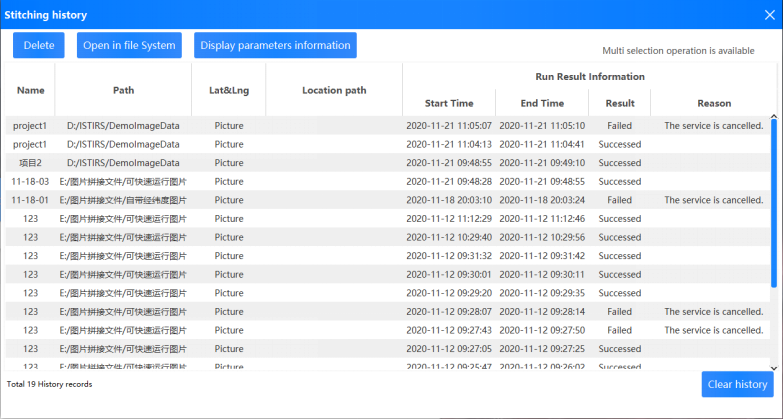 Stitching history
Delete Open in file System Display parameters information
Multi selection operation is available
Name Path Lat&Lng Location path Run Result Information
Start Time End Time Result Reason
project1 D:/ISTIRS/DemoImageData Picture 2020-11-21 11:05:07 2020-11-21 11:05:10 Failed The service is cancelled.
project1 D:/ISTIRS/DemoImageData Picture 2020-11-21 11:04:13 2020-11-21 11:04:41 Successed
项目2 D:/ISTIRS/DemoImageData Picture 2020-11-21 09:48:55 2020-11-21 09:49:10 Successed
11-18-03 E:/图片拼接文件/可快速运行图片 Picture 2020-11-21 09:48:28 2020-11-21 09:48:55 Successed
11-18-01 E:/图片拼接文件/自带经纬度图片 Picture 2020-11-18 20:03:10 2020-11-18 20:03:24 Failed The service is cancelled.
123 E:/图片拼接文件/可快速运行图片 Picture 2020-11-12 11:12:29 2020-11-12 11:12:46 Successed
123 E:/图片拼接文件/可快速运行图片 Picture 2020-11-12 10:29:40 2020-11-12 10:29:56 Successed
123 E:/图片拼接文件/可快速运行图片 Picture 2020-11-12 09:31:32 2020-11-12 09:31:42 Successed
123 E:/图片拼接文件/可快速运行图片 Picture 2020-11-12 09:30:01 2020-11-12 09:30:11 Successed
123 E:/图片拼接文件/可快速运行图片 Picture 2020-11-12 09:29:20 2020-11-12 09:29:35 Successed
123 E:/图片拼接文件/可快速运行图片 Picture 2020-11-12 09:28:07 2020-11-12 09:28:14 Failed The service is cancelled.
123 E:/图片拼接文件/可快速运行图片 Picture 2020-11-12 09:27:43 2020-11-12 09:27:50 Failed The service is cancelled.
123 E:/图片拼接文件/可快速运行图片 Picture 2020-11-12 09:27:05 2020-11-12 09:27:25 Successed
123 E:/图片拼接文件/可快速运行图片 Picture 2020-11-12 09:25:47 2020-11-12 09:26:02 Successed
Total 19 History records
Clear history